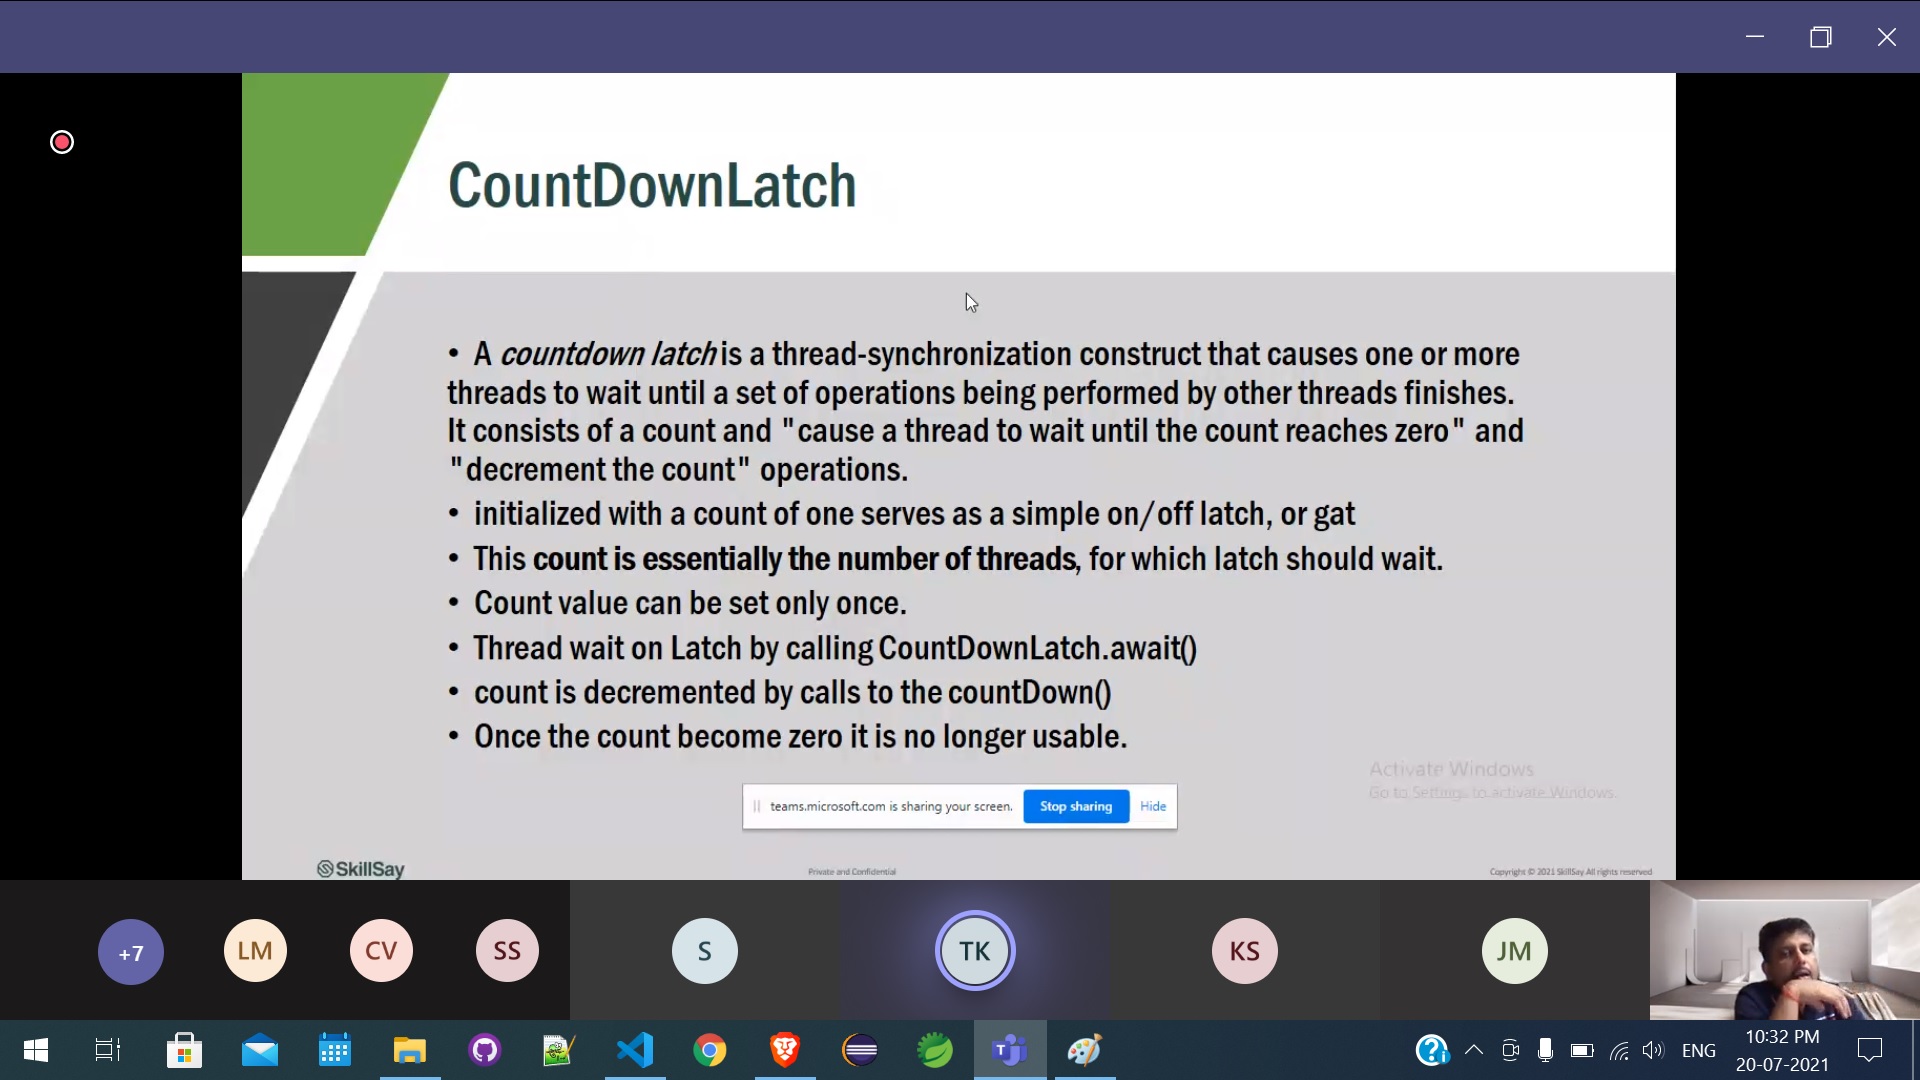 CountDownLatch
• A countdown latch is a thread-synchronization construct that causes one or more
threads to wait until a set of operations being performed by other threads finishes.
It consists of a count and "cause a thread to wait until the count reaches zero" and
"decrement the count" operations.
• initialized with a count of one serves as a simple on/off latch, or gat
• This count is essentially the number of threads, for which latch should wait.
• Count value can be set only once.
• Thread wait on Latch by calling CountDownLatch.await()
• count is decremented by calls to the countDown()
• Once the count become zero it is no longer usable.
Activate Windows
Go to Settings to activate Windows.
teams.microsoft.com is sharing your screen. Stop sharing Hide
SkillSay Private and Confidential Copyright © 2021 SkillSay All rights reserved
+7 LM CV SS S TK KS JM
ENG 10:32 PM
20-07-2021